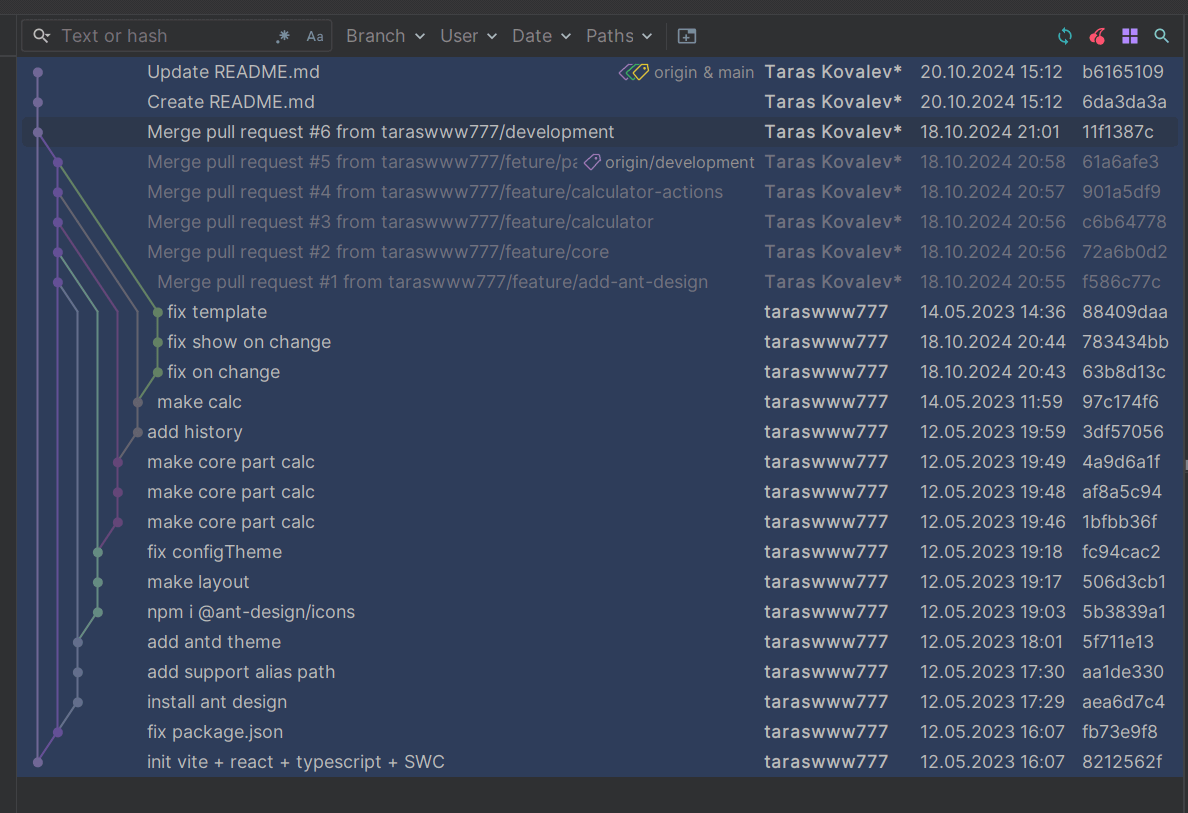 Text or hash .* Aa Branch User Date Paths
Update README.md origin & main Taras Kovalev* 20.10.2024 15:12 b6165109
Create README.md Taras Kovalev* 20.10.2024 15:12 6da3da3a
Merge pull request #6 from taraswww777/development Taras Kovalev* 18.10.2024 21:01 11f1387c
Merge pull request #5 from taraswww777/feture/pa origin/development Taras Kovalev* 18.10.2024 20:58 61a6afe3
Merge pull request #4 from taraswww777/feature/calculator-actions Taras Kovalev* 18.10.2024 20:57 901a5df9
Merge pull request #3 from taraswww777/feature/calculator Taras Kovalev* 18.10.2024 20:56 c6b64778
Merge pull request #2 from taraswww777/feature/core Taras Kovalev* 18.10.2024 20:56 72a6b0d2
Merge pull request #1 from taraswww777/feature/add-ant-design Taras Kovalev* 18.10.2024 20:55 f586c77c
fix template taraswww777 14.05.2023 14:36 88409daa
fix show on change taraswww777 18.10.2024 20:44 783434bb
fix on change taraswww777 18.10.2024 20:43 63b8d13c
make calc taraswww777 14.05.2023 11:59 97c174f6
add history taraswww777 12.05.2023 19:59 3df57056
make core part calc taraswww777 12.05.2023 19:49 4a9d6a1f
make core part calc taraswww777 12.05.2023 19:48 af8a5c94
make core part calc taraswww777 12.05.2023 19:46 1bfbb36f
fix configTheme taraswww777 12.05.2023 19:18 fc94cac2
make layout taraswww777 12.05.2023 19:17 506d3cb1
npm i @ant-design/icons taraswww777 12.05.2023 19:03 5b3839a1
add antd theme taraswww777 12.05.2023 18:01 5f711e13
add support alias path taraswww777 12.05.2023 17:30 aa1de330
install ant design taraswww777 12.05.2023 17:29 aea6d7c4
fix package.json taraswww777 12.05.2023 16:07 fb73e9f8
init vite + react + typescript + SWC taraswww777 12.05.2023 16:07 8212562f